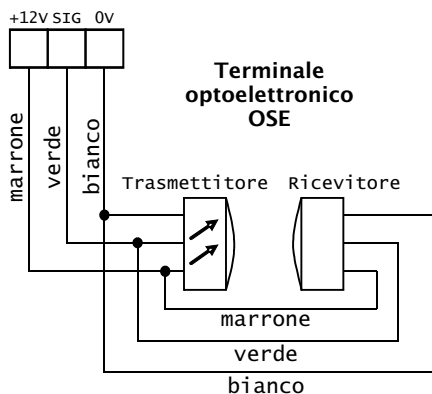 +12V SIG 0V
Terminale
optoelettronico
OSE
marrone
verde
bianco
Trasmettitore Ricevitore
marrone
verde
bianco